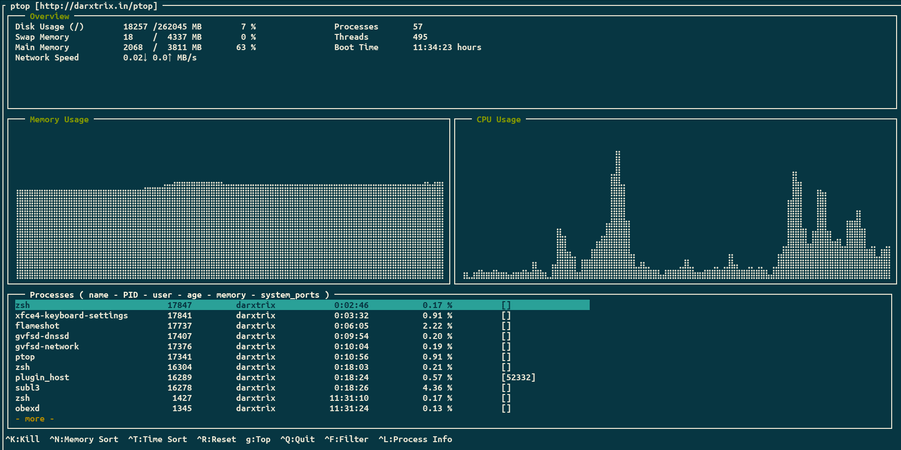 ptop [http://darxtrix.in/ptop]
Overview
Disk Usage (/) 18257 /262045 MB 7 % Processes 57
Swap Memory 18 / 4337 MB 0 % Threads 495
Main Memory 2068 / 3811 MB 63 % Boot Time 11:34:23 hours
Network Speed 0.02↓ 0.0↑ MB/s
Memory Usage CPU Usage
Processes ( name - PID - user - age - memory - system_ports )
zsh 17847 darxtrix 0:02:46 0.17 % []
xfce4-keyboard-settings 17841 darxtrix 0:03:32 0.91 % []
flameshot 17737 darxtrix 0:06:05 2.22 % []
gvfsd-dnssd 17407 darxtrix 0:09:54 0.20 % []
gvfsd-network 17376 darxtrix 0:10:04 0.19 % []
ptop 17341 darxtrix 0:10:56 0.91 % []
zsh 16304 darxtrix 0:18:03 0.21 % []
plugin_host 16289 darxtrix 0:18:24 0.57 % [52332]
subl3 16278 darxtrix 0:18:26 4.36 % []
zsh 1427 darxtrix 11:31:10 0.17 % []
obexd 1345 darxtrix 11:31:24 0.13 % []
- more -
^K:Kill ^N:Memory Sort ^T:Time Sort ^R:Reset g:Top ^Q:Quit ^F:Filter ^L:Process Info